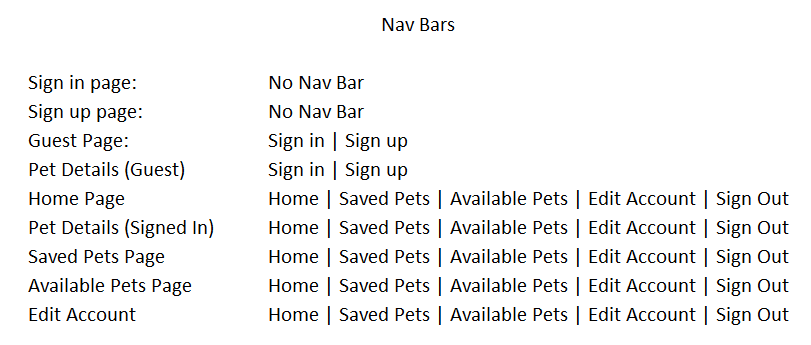 Nav Bars
Sign in page: No Nav Bar
Sign up page: No Nav Bar
Guest Page: Sign in | Sign up
Pet Details (Guest) Sign in | Sign up
Home Page Home | Saved Pets | Available Pets | Edit Account | Sign Out
Pet Details (Signed In) Home | Saved Pets | Available Pets | Edit Account | Sign Out
Saved Pets Page Home | Saved Pets | Available Pets | Edit Account | Sign Out
Available Pets Page Home | Saved Pets | Available Pets | Edit Account | Sign Out
Edit Account Home | Saved Pets | Available Pets | Edit Account | Sign Out